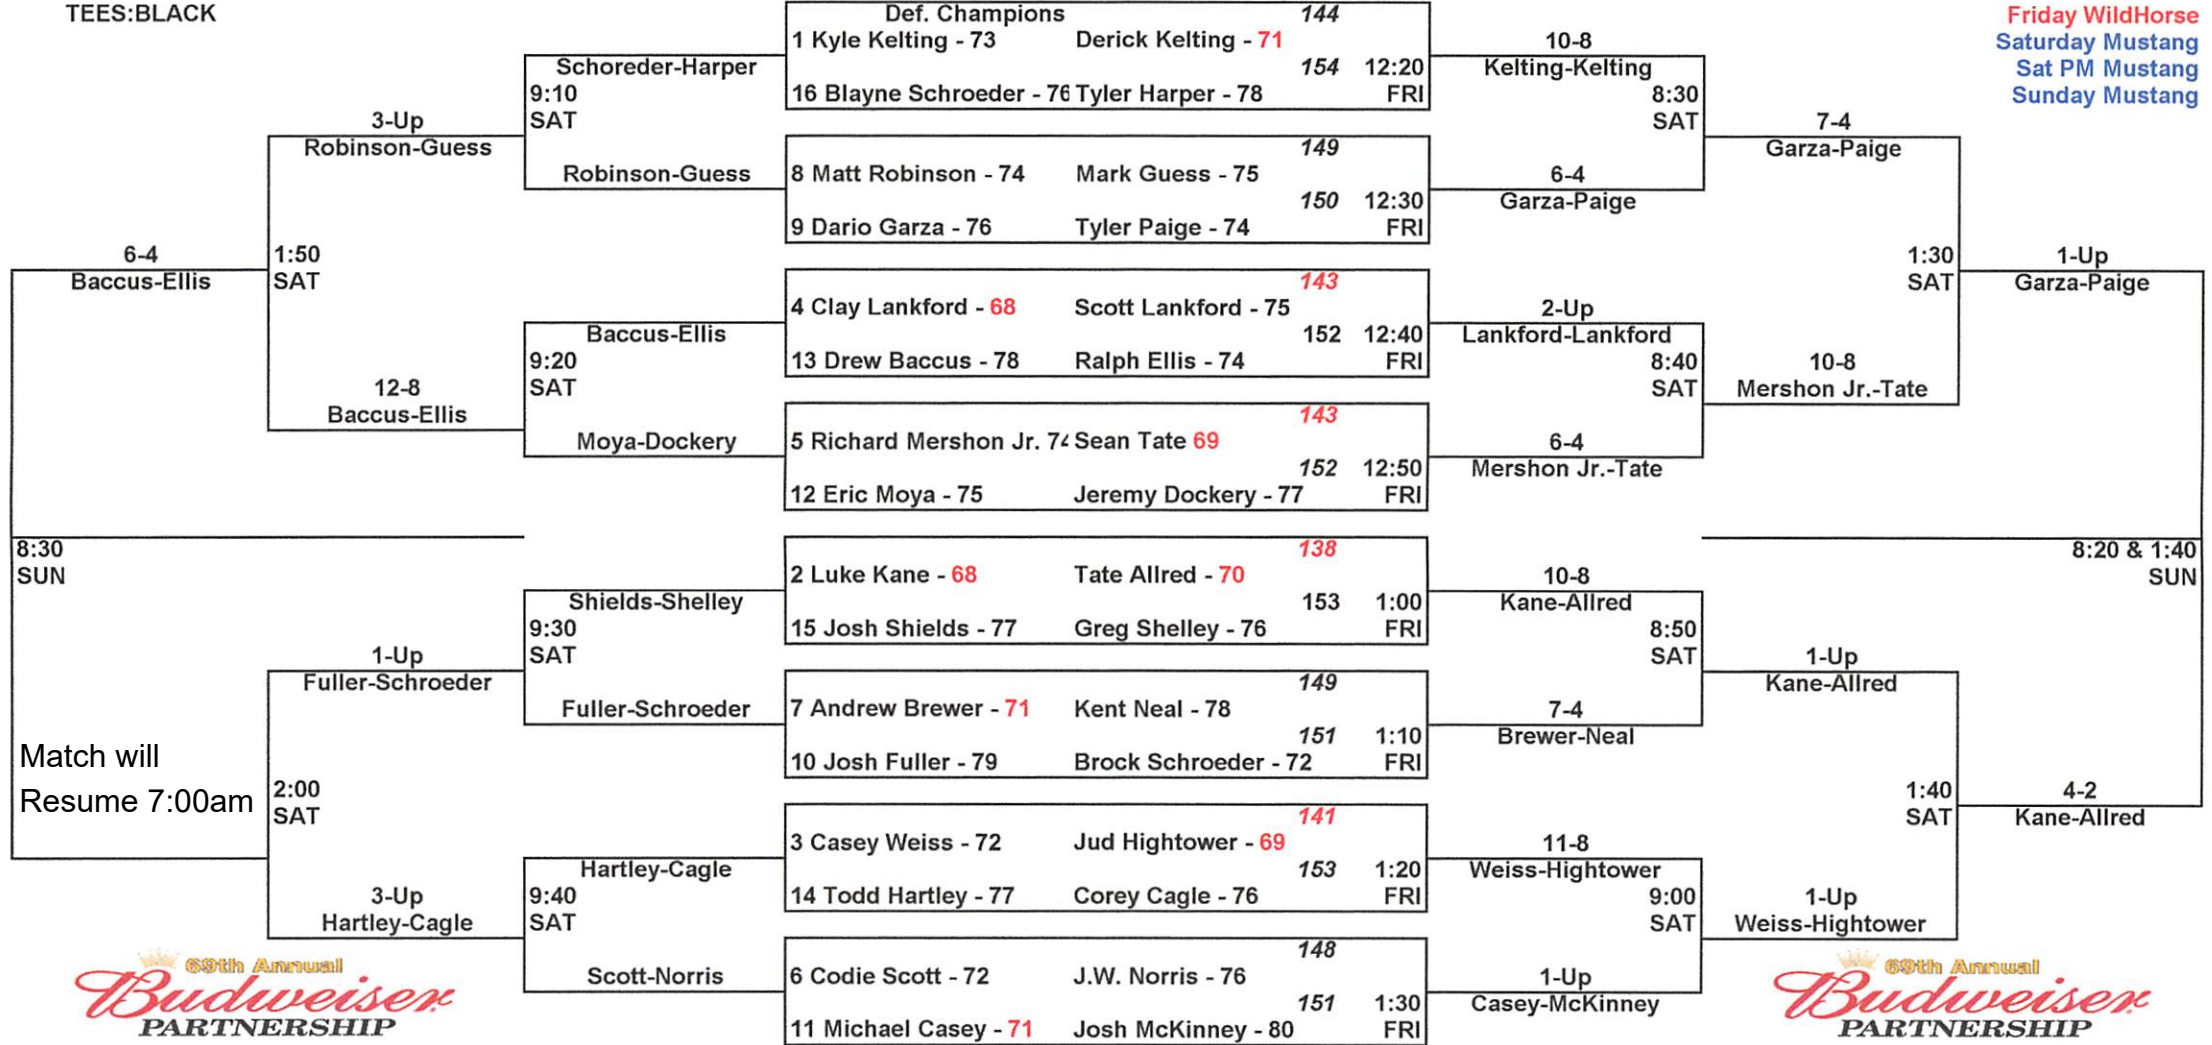 TEES:BLACK
Friday WildHorse
Saturday Mustang
Sat PM Mustang
Sunday Mustang
6-4
Baccus-Ellis
8:30
SUN
Match will
Resume 7:00am
3-Up
Robinson-Guess
1:50
SAT
12-8
Baccus-Ellis
1-Up
Fuller-Schroeder
2:00
SAT
3-Up
Hartley-Cagle
Schoreder-Harper
9:10
SAT
Robinson-Guess
Baccus-Ellis
9:20
SAT
Moya-Dockery
Shields-Shelley
9:30
SAT
Fuller-Schroeder
Hartley-Cagle
9:40
SAT
Scott-Norris
Def. Champions 144
1 Kyle Kelting - 73 Derick Kelting - 71
154 12:20
16 Blayne Schroeder - 76 Tyler Harper - 78 FRI
149
8 Matt Robinson - 74 Mark Guess - 75
150 12:30
9 Dario Garza - 76 Tyler Paige - 74 FRI
143
4 Clay Lankford - 68 Scott Lankford - 75
152 12:40
13 Drew Baccus - 78 Ralph Ellis - 74 FRI
143
5 Richard Mershon Jr. 74 Sean Tate 69
152 12:50
12 Eric Moya - 75 Jeremy Dockery - 77 FRI
138
2 Luke Kane - 68 Tate Allred - 70
153 1:00
15 Josh Shields - 77 Greg Shelley - 76 FRI
149
7 Andrew Brewer - 71 Kent Neal - 78
151 1:10
10 Josh Fuller - 79 Brock Schroeder - 72 FRI
141
3 Casey Weiss - 72 Jud Hightower - 69
153 1:20
14 Todd Hartley - 77 Corey Cagle - 76 FRI
148
6 Codie Scott - 72 J.W. Norris - 76
151 1:30
11 Michael Casey - 71 Josh McKinney - 80 FRI
10-8
Kelting-Kelting
8:30
SAT
6-4
Garza-Paige
2-Up
Lankford-Lankford
8:40
SAT
6-4
Mershon Jr.-Tate
10-8
Kane-Allred
8:50
SAT
7-4
Brewer-Neal
11-8
Weiss-Hightower
9:00
SAT
1-Up
Casey-McKinney
7-4
Garza-Paige
1:30
SAT
10-8
Mershon Jr.-Tate
1-Up
Kane-Allred
1:40
SAT
1-Up
Weiss-Hightower
1-Up
Garza-Paige
8:20 & 1:40
SUN
4-2
Kane-Allred
69th Annual
Budweiser
PARTNERSHIP
69th Annual
Budweiser
PARTNERSHIP